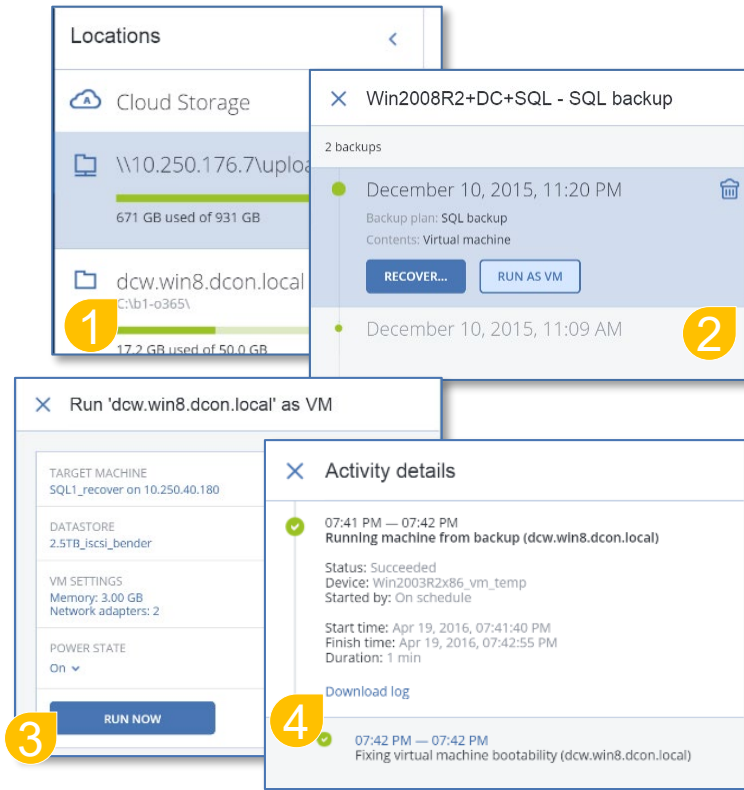 Locations
Cloud Storage
\\10.250.176.7\uploa
671 GB used of 931 GB
dcw.win8.dcon.local
C:\b1-o365\
17.2 GB used of 50.0 GB
1
Win2008R2+DC+SQL - SQL backup
2 backups
December 10, 2015, 11:20 PM
Backup plan: SQL backup
Contents: Virtual machine
RECOVER... RUN AS VM
December 10, 2015, 11:09 AM
2
Run 'dcw.win8.dcon.local' as VM
TARGET MACHINE
SQL1_recover on 10.250.40.180
DATASTORE
2.5TB_iscsi_bender
VM SETTINGS
Memory: 3.00 GB
Network adapters: 2
POWER STATE
On
RUN NOW
3
Activity details
07:41 PM — 07:42 PM
Running machine from backup (dcw.win8.dcon.local)
Status: Succeeded
Device: Win2003R2x86_vm_temp
Started by: On schedule
Start time: Apr 19, 2016, 07:41:40 PM
Finish time: Apr 19, 2016, 07:42:55 PM
Duration: 1 min
Download log
4
07:42 PM — 07:42 PM
Fixing virtual machine bootability (dcw.win8.dcon.local)